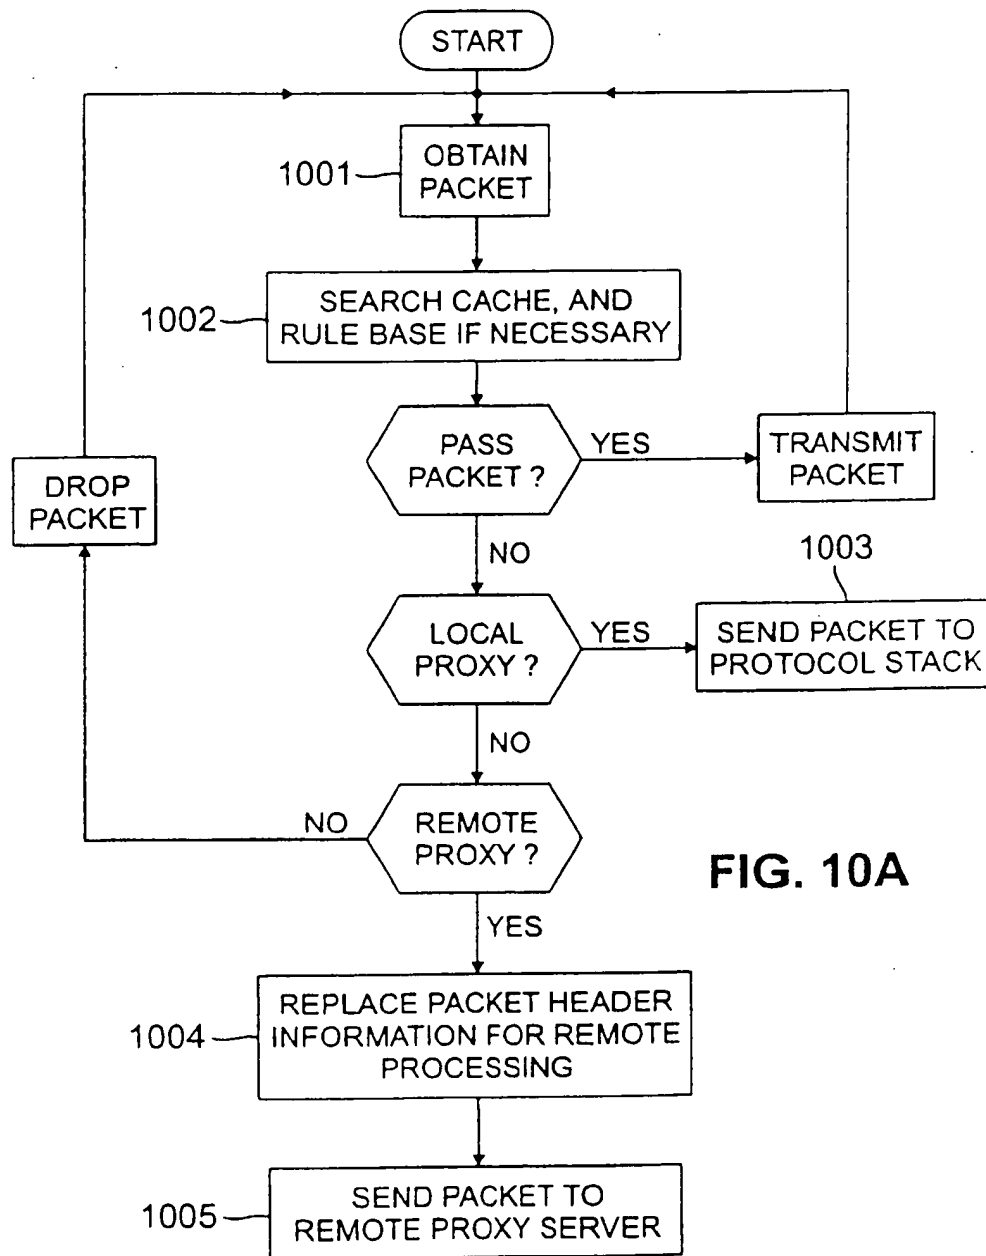 START
1001
OBTAIN
PACKET
1002
SEARCH CACHE, AND
RULE BASE IF NECESSARY
PASS
PACKET ?
YES
TRANSMIT
PACKET
DROP
PACKET
NO
1003
LOCAL
PROXY ?
YES
SEND PACKET TO
PROTOCOL STACK
NO
REMOTE
PROXY ?
NO
FIG. 10A
YES
1004
REPLACE PACKET HEADER
INFORMATION FOR REMOTE
PROCESSING
1005
SEND PACKET TO
REMOTE PROXY SERVER